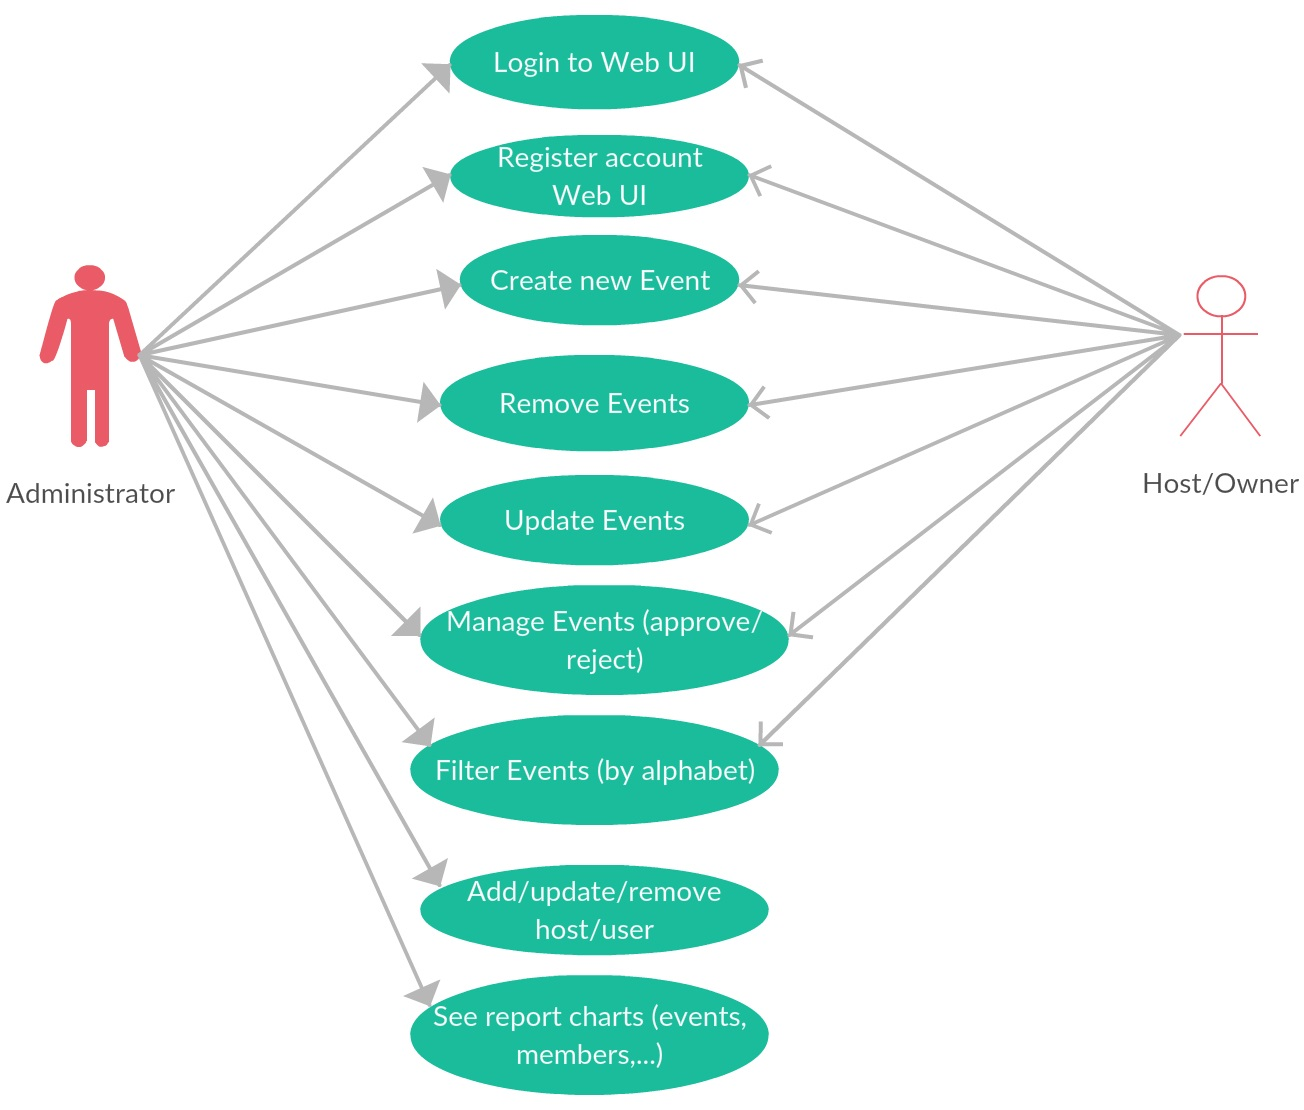 Login to Web UI
Register account
Web UI
Create new Event
Remove Events
Administrator
Host/Owner
Update Events
Manage Events (approve/
reject)
Filter Events (by alphabet)
Add/update/remove
host/user
See report charts (events,
members,...)